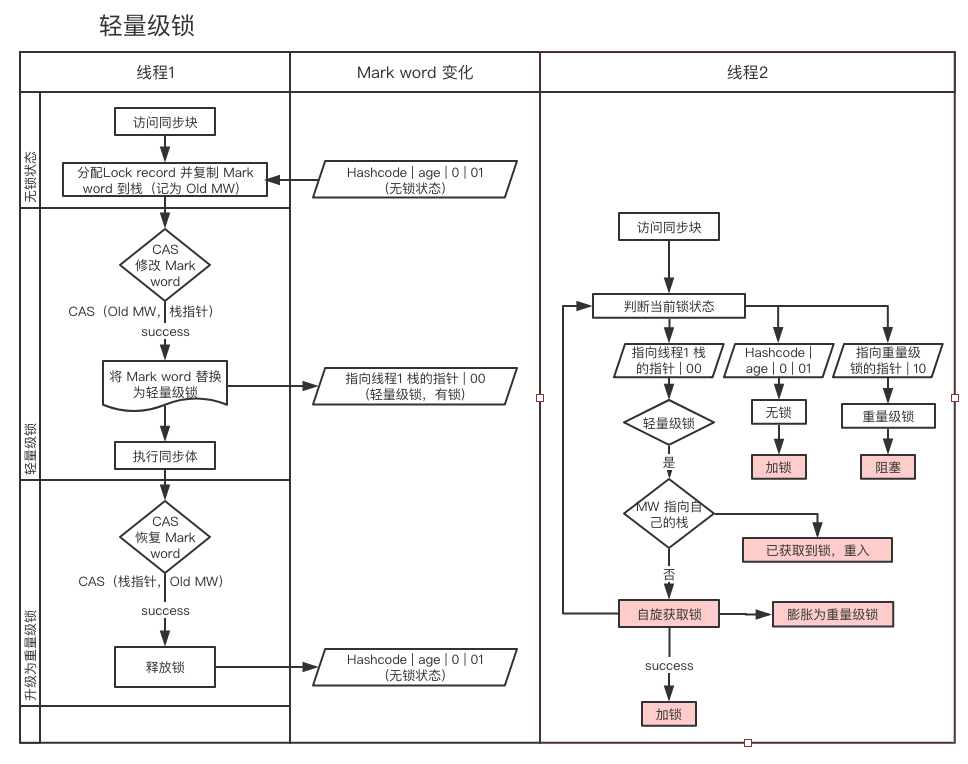 轻量级锁
线程1
Mark word 变化
线程2
无锁状态
访问同步块
分配Lock record 并复制 Mark
word 到栈（记为 Old MW）
Hashcode | age | 0 | 01
（无锁状态）
轻量级锁
CAS
修改 Mark
word
CAS（Old MW，栈指针）
success
将 Mark word 替换
为轻量级锁
指向线程1 栈的指针 | 00
（轻量级锁，有锁）
执行同步体
升级为重量级锁
CAS
恢复 Mark
word
CAS（栈指针，Old MW）
success
释放锁
Hashcode | age | 0 | 01
（无锁状态）
访问同步块
判断当前锁状态
指向线程1 栈
的指针 | 00
Hashcode |
age | 0 | 01
指向重量级
锁的指针 | 10
轻量级锁
无锁
重量级锁
是
加锁
阻塞
MW 指向自
己的栈
已获取到锁，重入
否
自旋获取锁
膨胀为重量级锁
success
加锁